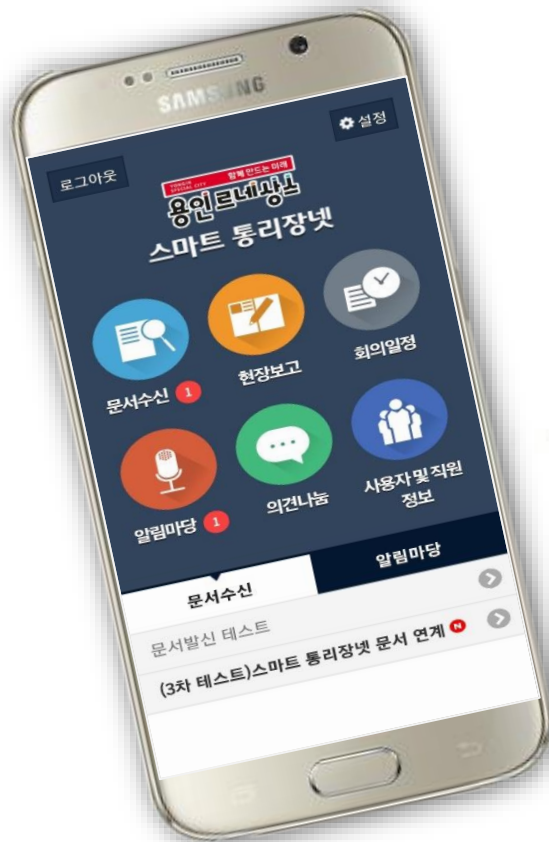 SAMSUNG
로그아웃
설정
YONGIN SPECIAL CITY 함께 만드는 미래
용인 르네상스
스마트 통리장넷
문서수신 1
현장보고
회의일정
알림마당 1
의견나눔
사용자 및 직원
정보
문서수신
알림마당
문서발신 테스트
(3차 테스트)스마트 통리장넷 문서 연계 N